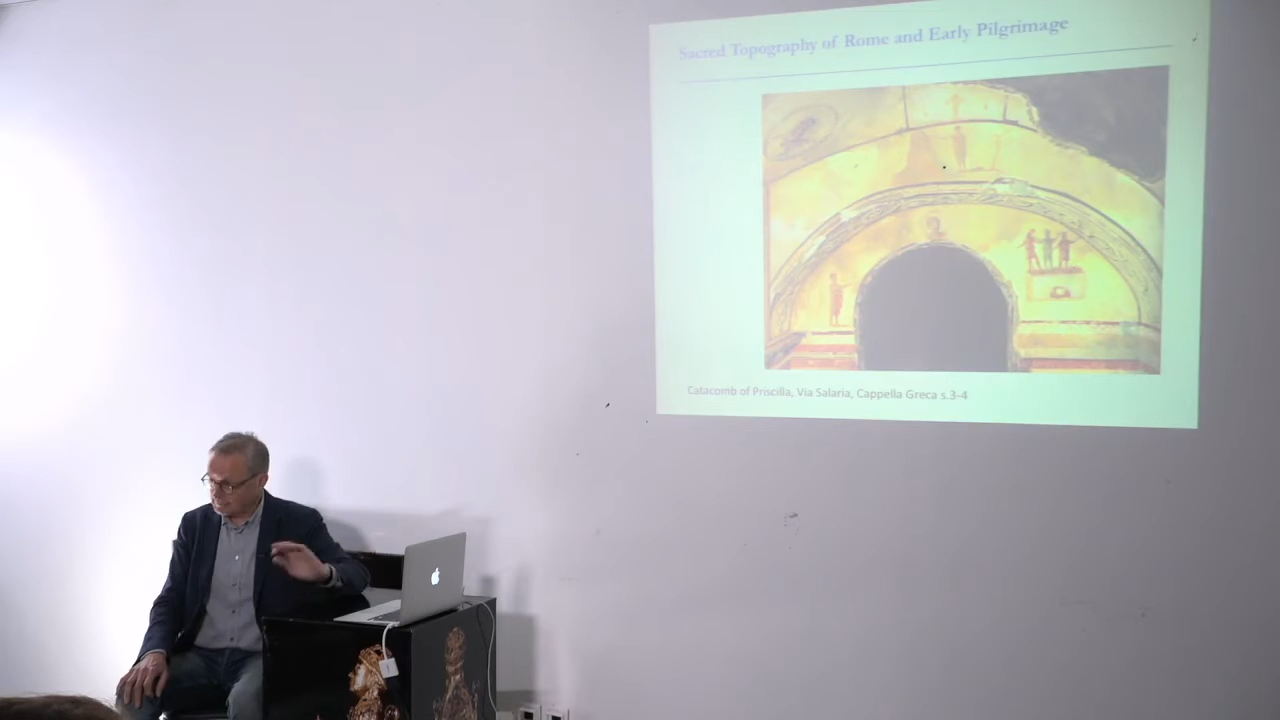 Sacred Topography of Rome and Early Pilgrimage
Catacomb of Priscilla, Via Salaria, Cappella Greca s.3-4